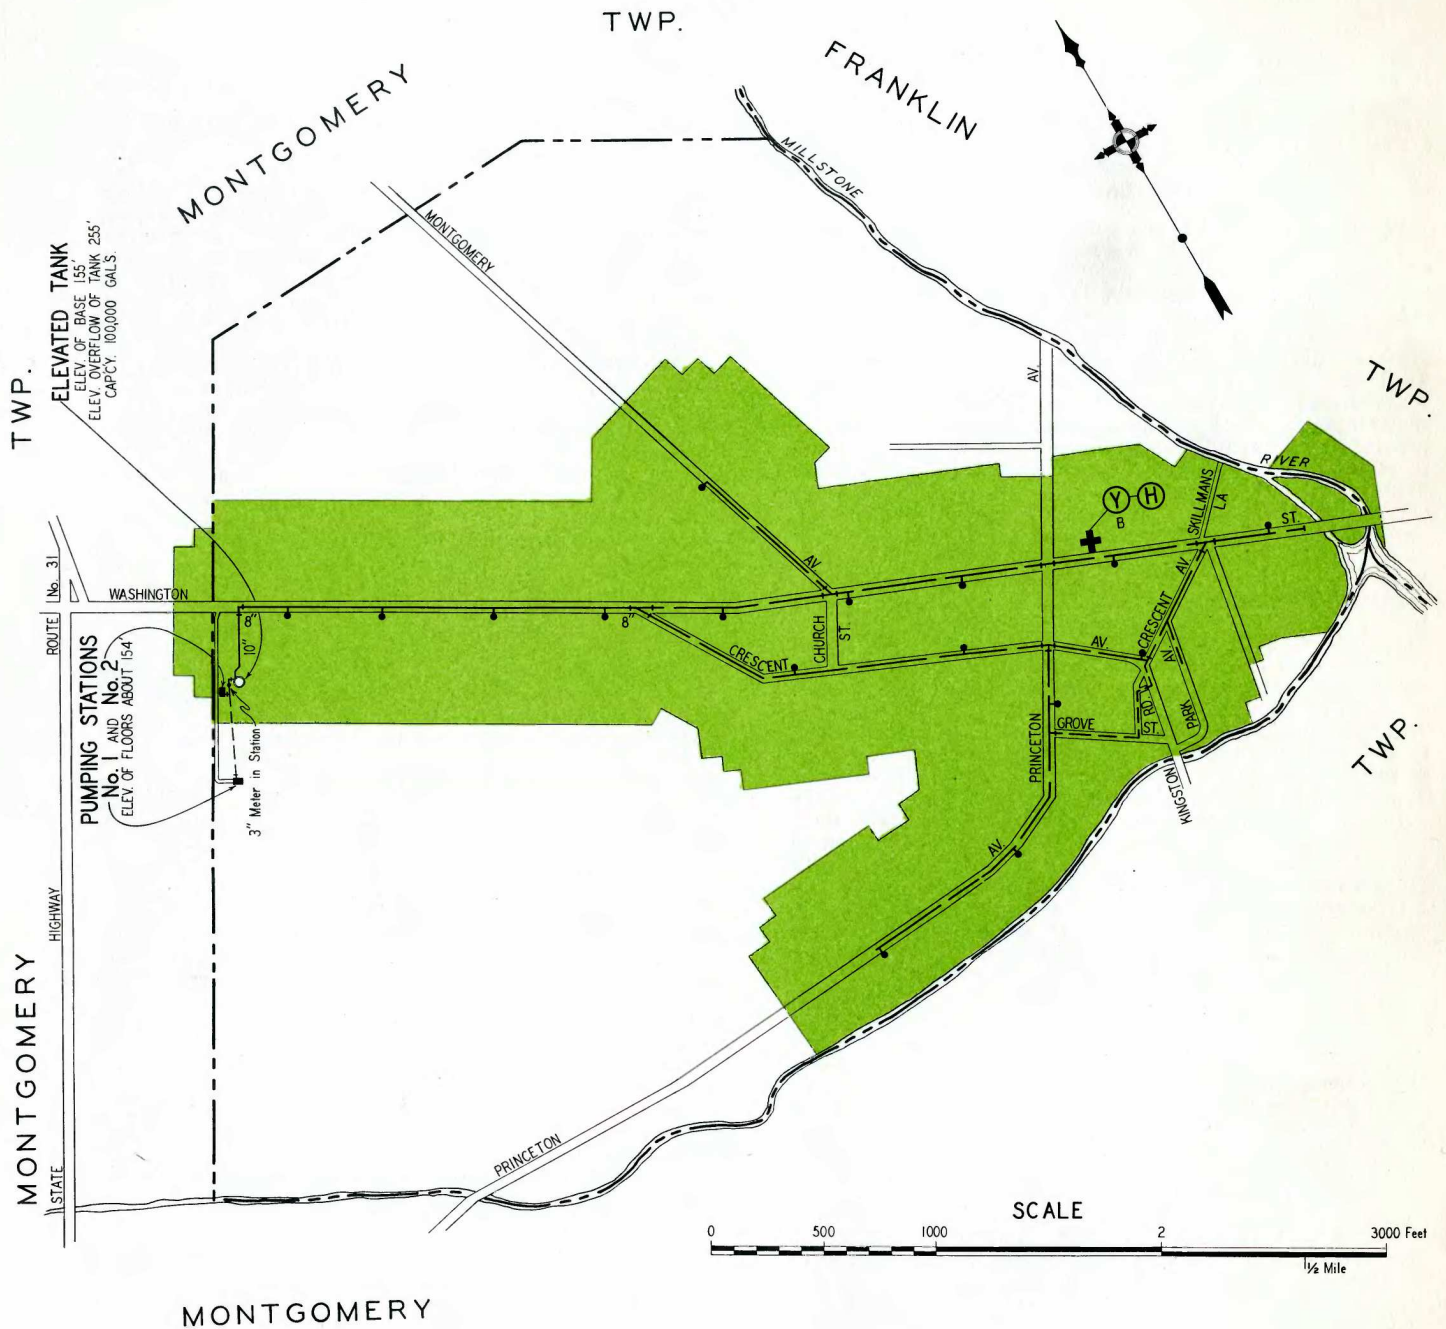 TWP.
FRANKLIN
MONTGOMERY
MILLSTONE
MONTGOMERY
ELEVATED TANK
ELEV. OF BASE 155'
ELEV. OVERFLOW OF TANK 255'
CAP'CY. 100,000 GALS.
TWP.
AV.
TWP.
RIVER
SKILLMANS
LA
Y
H
B
ST.
No. 31
ROUTE
WASHINGTON
8"
10"
8"
AV.
CHURCH
ST.
CRESCENT
AV.
CRESCENT
AV.
AV.
PARK
RD.
GROVE
ST.
PRINCETON
KINGSTON
TWP.
PUMPING STATIONS
No. 1 AND No. 2
ELEV. OF FLOORS ABOUT 154
3" Meter in Station
AV.
HIGHWAY
MONTGOMERY
STATE
PRINCETON
SCALE
0 500 1000 2 3000 Feet
1/2 Mile
MONTGOMERY